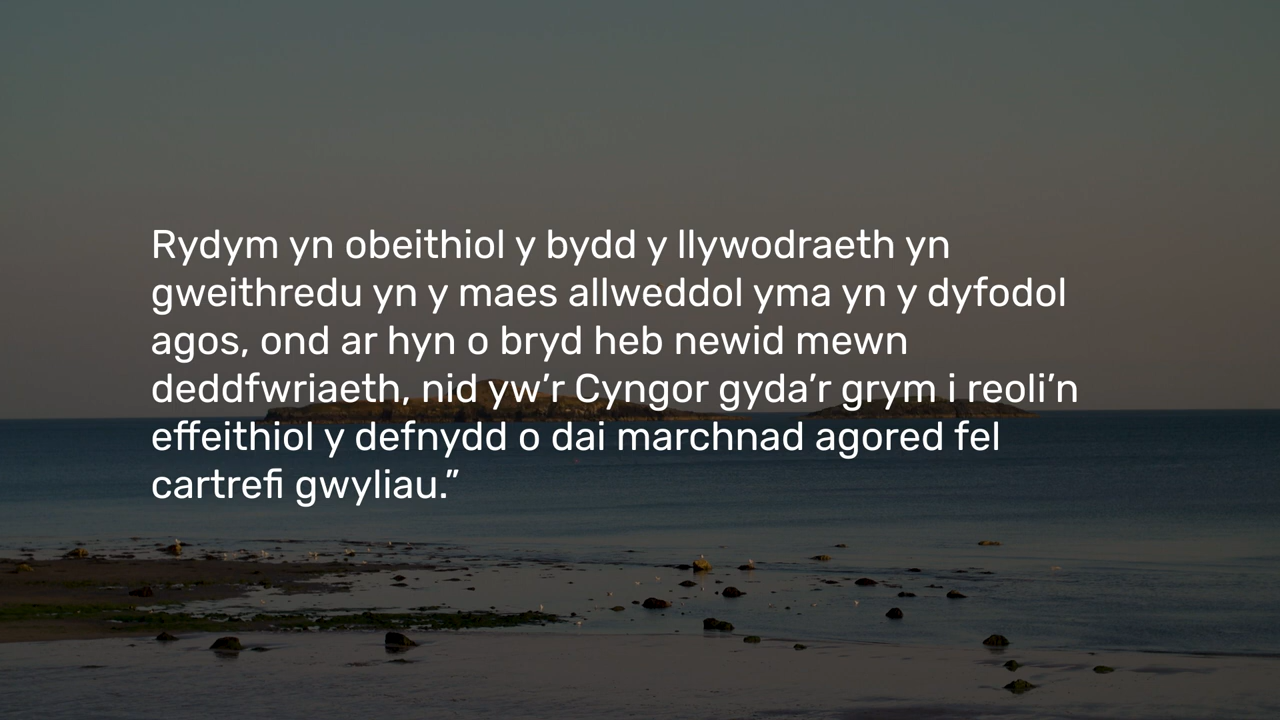 Rydym yn obeithiol y bydd y llywodraeth yn
gweithredu yn y maes allweddol yma yn y dyfodol
agos, ond ar hyn o bryd heb newid mewn
deddfwriaeth, nid yw’r Cyngor gyda’r grym i reoli’n
effeithiol y defnydd o dai marchnad agored fel
cartrefi gwyliau.”